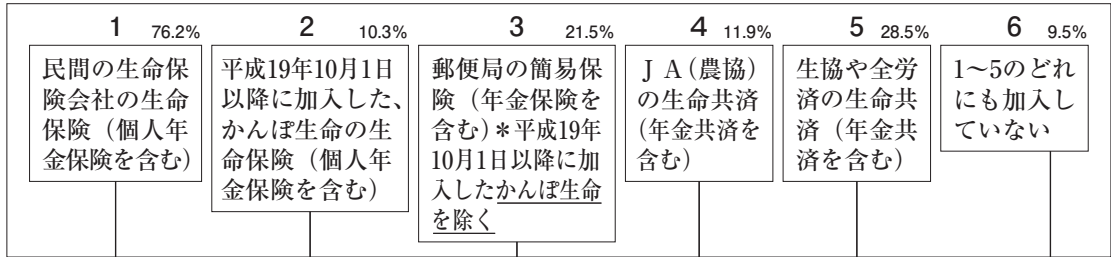 1 76.2%
民間の生命保
険会社の生命
保険（個人年
金保険を含む）
2 10.3%
平成19年10月1日
以降に加入した、
かんぽ生命の生
命保険（個人年
金保険を含む）
3 21.5%
郵便局の簡易保
険（年金保険を
含む）＊平成19年
10月1日以降に加
入したかんぽ生命
を除く
4 11.9%
ＪＡ（農協）
の生命共済
（年金共済を
含む）
5 28.5%
生協や全労
済の生命共
済（年金共
済を含む）
6 9.5%
1〜5のどれ
にも加入し
ていない